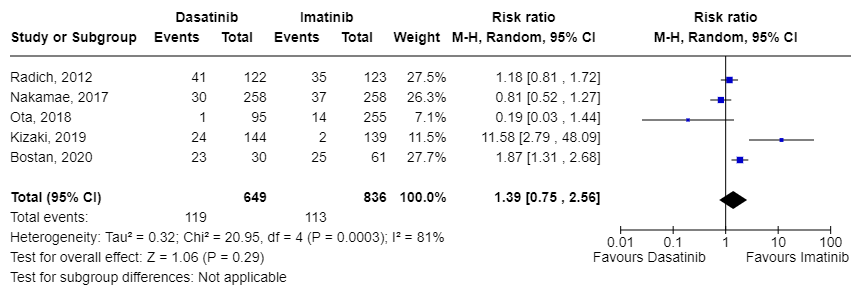 Dasatinib Imatinib Risk ratio Risk ratio
Study or Subgroup Events Total Events Total Weight M-H, Random, 95% CI M-H, Random, 95% CI
Radich, 2012 41 122 35 123 27.5% 1.18 [0.81 , 1.72]
Nakamae, 2017 30 258 37 258 26.3% 0.81 [0.52 , 1.27]
Ota, 2018 1 95 14 255 7.1% 0.19 [0.03 , 1.44]
Kizaki, 2019 24 144 2 139 11.5% 11.58 [2.79 , 48.09]
Bostan, 2020 23 30 25 61 27.7% 1.87 [1.31 , 2.68]
Total (95% CI) 649 836 100.0% 1.39 [0.75 , 2.56]
Total events: 119 113
Heterogeneity: Tau² = 0.32; Chi² = 20.95, df = 4 (P = 0.0003); I² = 81%
0.01 0.1 1 10 100
Test for overall effect: Z = 1.06 (P = 0.29)
Favours Dasatinib Favours Imatinib
Test for subgroup differences: Not applicable